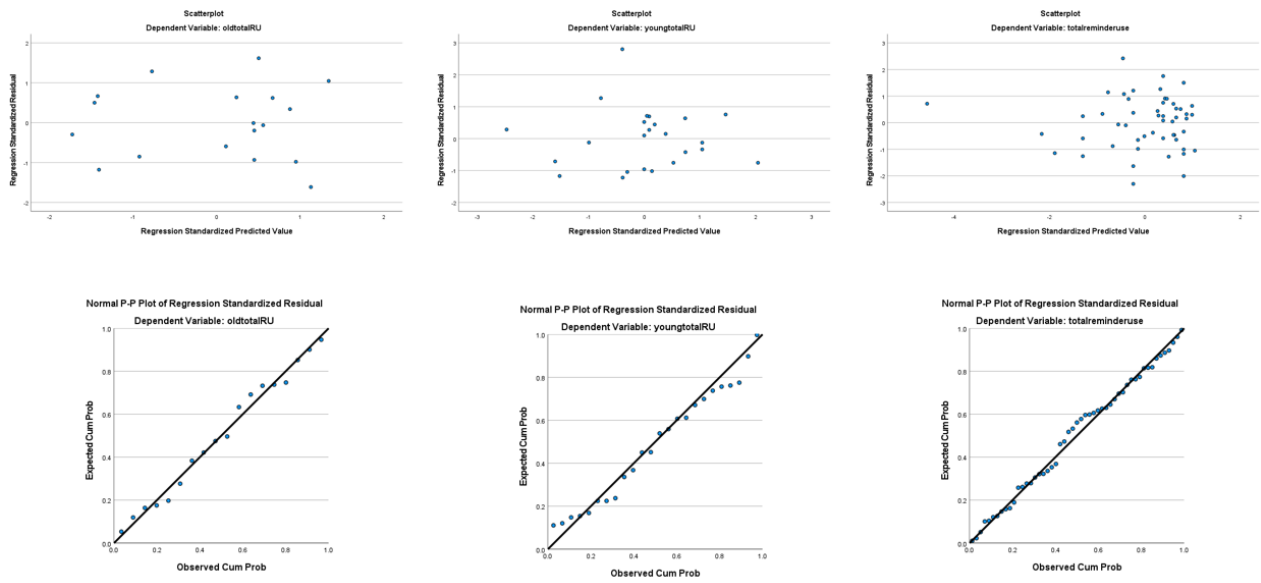 Scatterplot
Dependent Variable: oldtotalRU
Regression Standardized Residual
2
1
0
-1
-2
-2
-1
0
1
2
Regression Standardized Predicted Value
Scatterplot
Dependent Variable: youngtotalRU
Regression Standardized Residual
3
2
1
0
-1
-2
-3
-2
-1
0
1
2
3
Regression Standardized Predicted Value
Scatterplot
Dependent Variable: totalreminderuse
Regression Standardized Residual
3
2
1
0
-1
-2
-3
-4
-2
0
2
Regression Standardized Predicted Value
Normal P-P Plot of Regression Standardized Residual
Dependent Variable: oldtotalRU
Expected Cum Prob
1.0
0.8
0.6
0.4
0.2
0.0
0.0
0.2
0.4
0.6
0.8
1.0
Observed Cum Prob
Normal P-P Plot of Regression Standardized Residual
Dependent Variable: youngtotalRU
Expected Cum Prob
1.0
0.8
0.6
0.4
0.2
0.0
0.0
0.2
0.4
0.6
0.8
1.0
Observed Cum Prob
Normal P-P Plot of Regression Standardized Residual
Dependent Variable: totalreminderuse
Expected Cum Prob
1.0
0.8
0.6
0.4
0.2
0.0
0.0
0.2
0.4
0.6
0.8
1.0
Observed Cum Prob